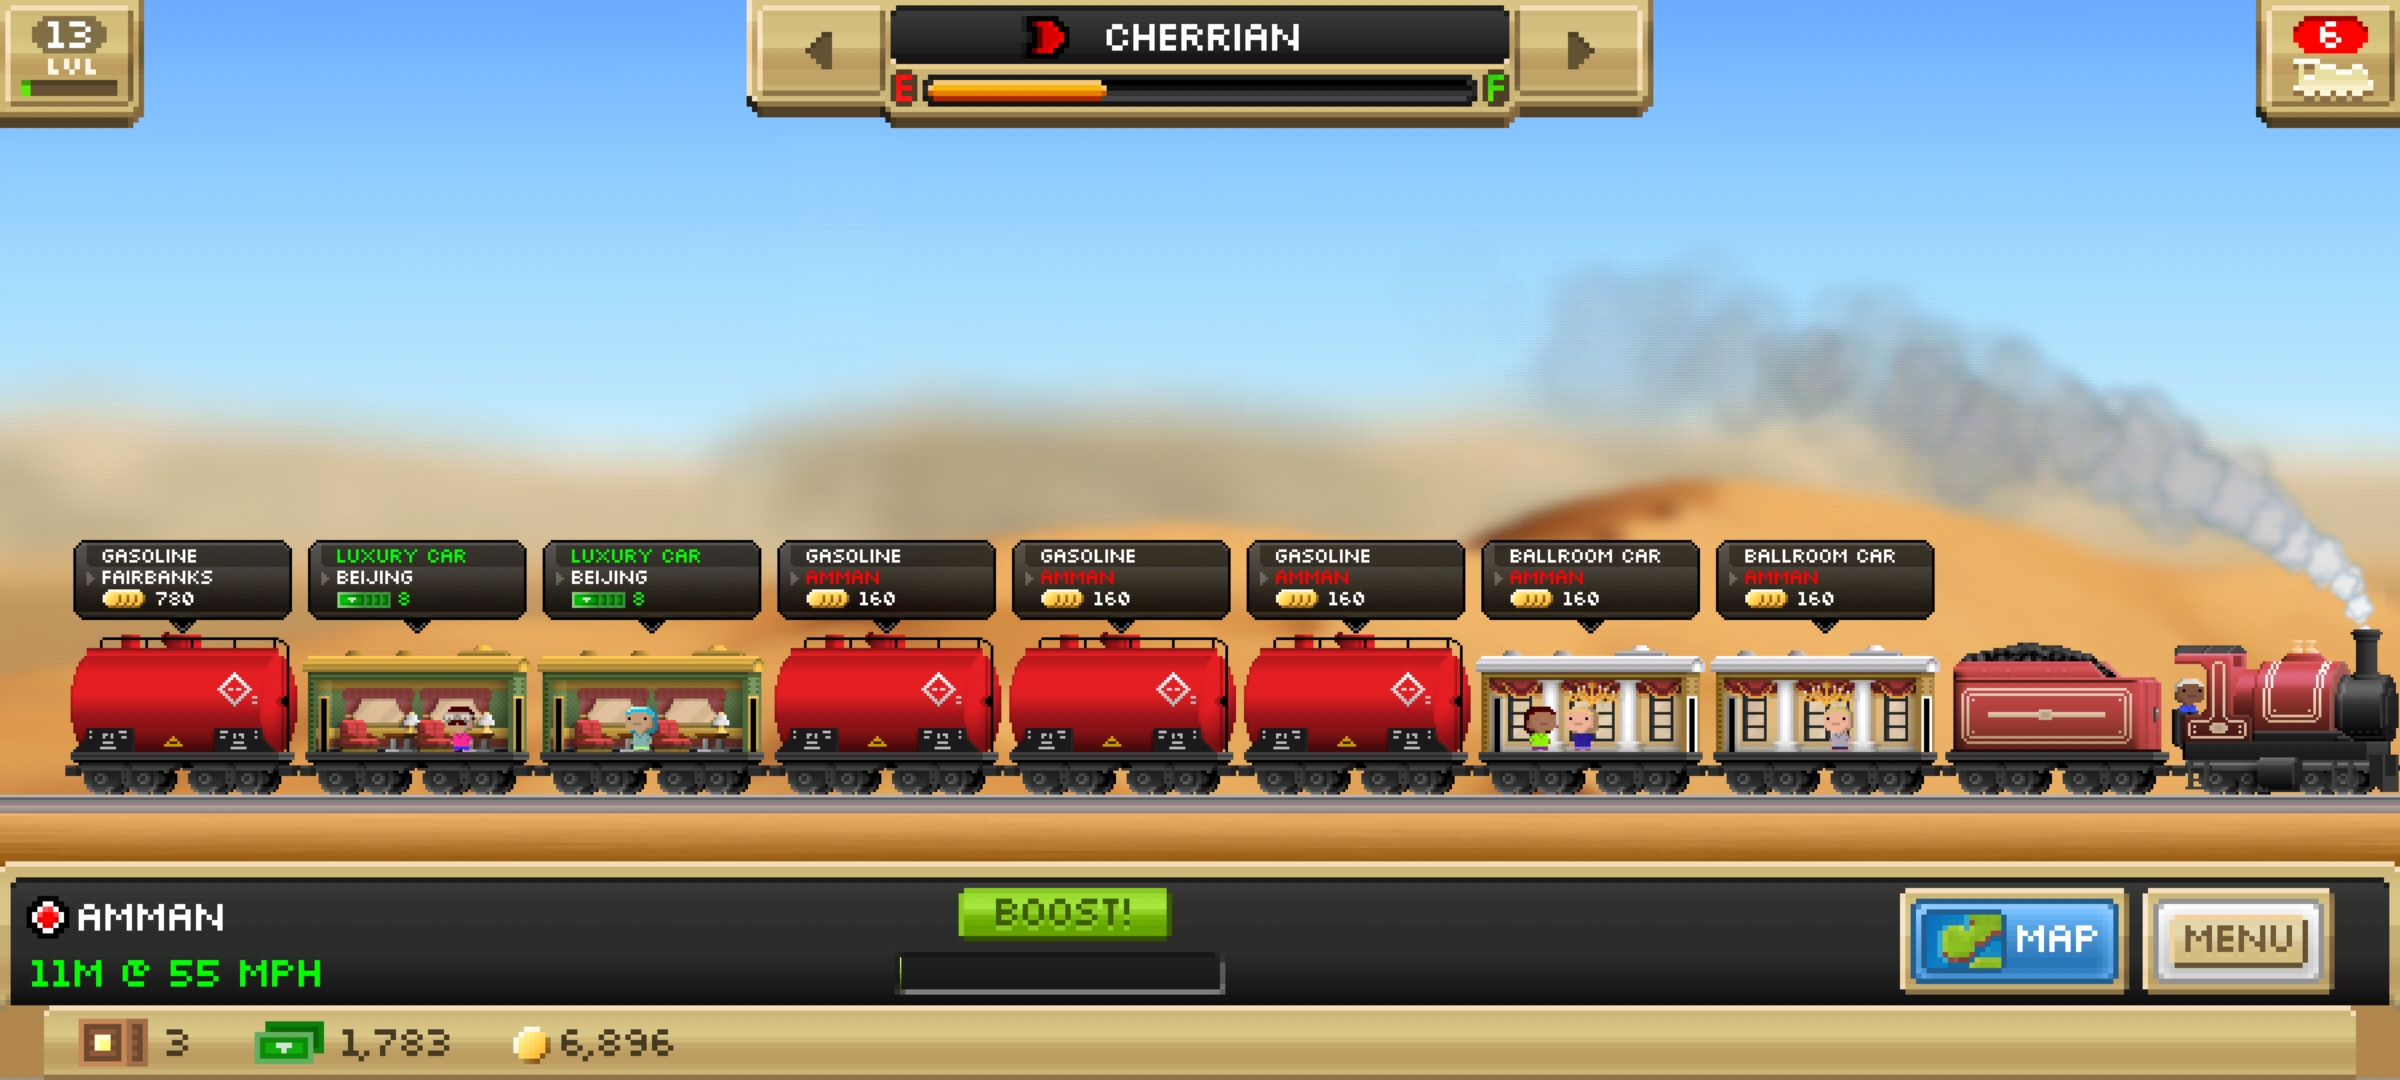 13
LVL
CHERRIAN
E F
6
GASOLINE
FAIRBANKS
780
LUXURY CAR
BEIJING
8
LUXURY CAR
BEIJING
8
GASOLINE
AMMAN
160
GASOLINE
AMMAN
160
GASOLINE
AMMAN
160
BALLROOM CAR
AMMAN
160
BALLROOM CAR
AMMAN
160
AMMAN
11M @ 55 MPH
BOOST!
MAP
MENU
3
1,783
6,896